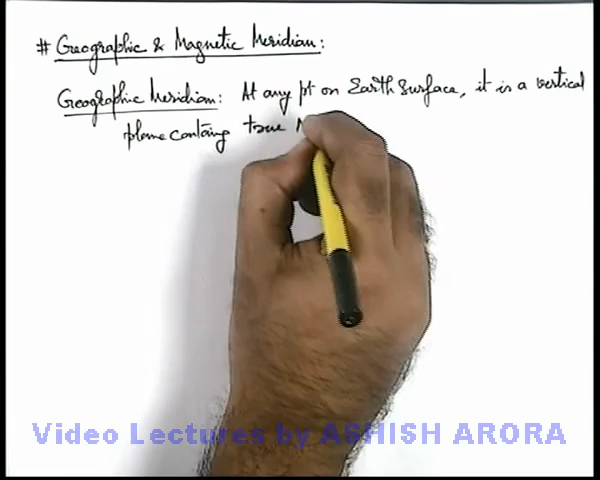 # Geographic & Magnetic Meridian:
Geographic Meridian: At any pt on Earth Surface, it is a vertical
plane containg true N
Video Lectures by ASHISH ARORA